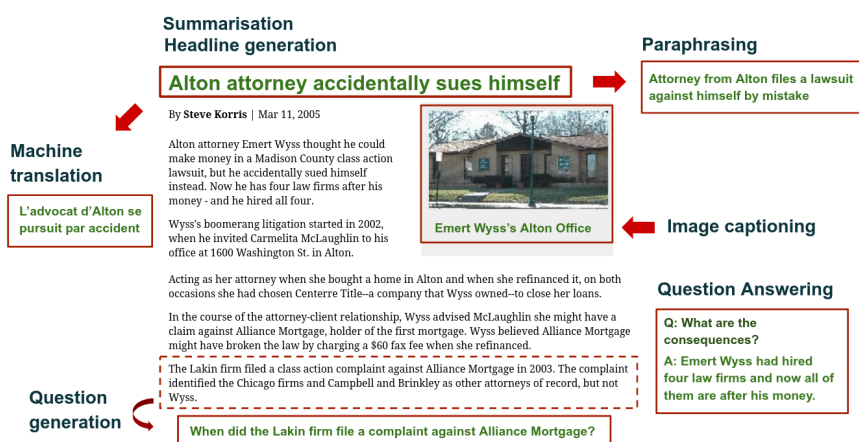 Summarisation
Headline generation
Alton attorney accidentally sues himself
Paraphrasing
Attorney from Alton files a lawsuit
against himself by mistake
Machine
translation
L'advocat d'Alton se
pursuit par accident
By Steve Korris | Mar 11, 2005
Alton attorney Emert Wyss thought he could
make money in a Madison County class action
lawsuit, but he accidentally sued himself
instead. Now he has four law firms after his
money - and he hired all four.
Wyss's boomerang litigation started in 2002,
when he invited Carmelita McLaughlin to his
office at 1600 Washington St. in Alton.
Emert Wyss's Alton Office
Image captioning
Acting as her attorney when she bought a home in Alton and when she refinanced it, on both
occasions she had chosen Centerre Title--a company that Wyss owned--to close her loans.
In the course of the attorney-client relationship, Wyss advised McLaughlin she might have a
claim against Alliance Mortgage, holder of the first mortgage. Wyss believed Alliance Mortgage
might have broken the law by charging a $60 fax fee when she refinanced.
The Lakin firm filed a class action complaint against Alliance Mortgage in 2003. The complaint
identified the Chicago firms and Campbell and Brinkley as other attorneys of record, but not
Wyss.
Question Answering
Q: What are the
consequences?
A: Emert Wyss had hired
four law firms and now all of
them are after his money.
Question
generation
When did the Lakin firm file a complaint against Alliance Mortgage?